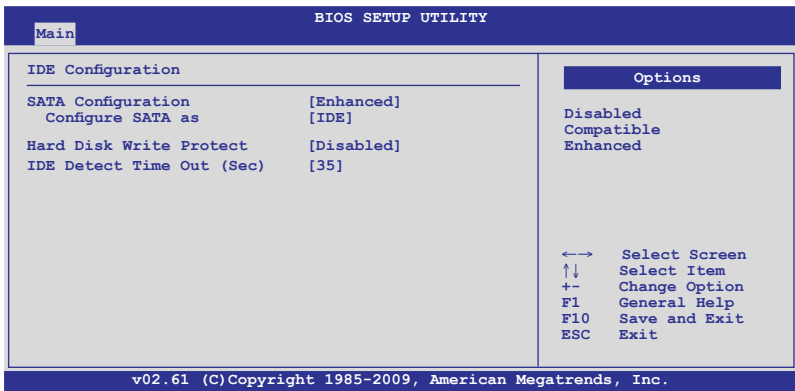 BIOS SETUP UTILITY
Main
IDE Configuration
SATA Configuration [Enhanced]
Configure SATA as [IDE]
Hard Disk Write Protect [Disabled]
IDE Detect Time Out (Sec) [35]
Options
Disabled
Compatible
Enhanced
←→ Select Screen
↑↓ Select Item
+- Change Option
F1 General Help
F10 Save and Exit
ESC Exit
v02.61 (C)Copyright 1985-2009, American Megatrends, Inc.